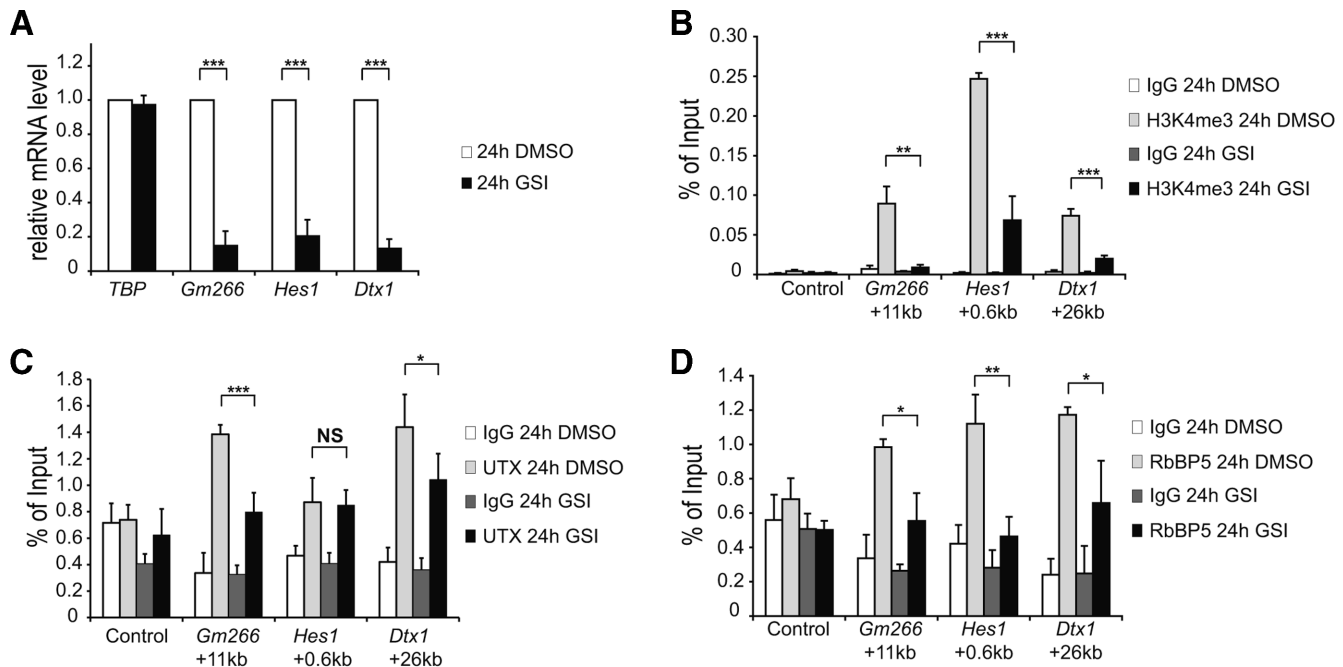 A
relative mRNA level
1.2
1.0
0.8
0.6
0.4
0.2
0
***
***
***
TBP
Gm266
Hes1
Dtx1
24h DMSO
24h GSI
B
% of Input
0.30
0.25
0.20
0.15
0.10
0.05
0
**
***
***
Control
Gm266
+11kb
Hes1
+0.6kb
Dtx1
+26kb
IgG 24h DMSO
H3K4me3 24h DMSO
IgG 24h GSI
H3K4me3 24h GSI
C
% of Input
1.8
1.6
1.4
1.2
1.0
0.8
0.6
0.4
0.2
0
***
NS
*
Control
Gm266
+11kb
Hes1
+0.6kb
Dtx1
+26kb
IgG 24h DMSO
UTX 24h DMSO
IgG 24h GSI
UTX 24h GSI
D
% of Input
1.4
1.2
1.0
0.8
0.6
0.4
0.2
0
*
**
*
Control
Gm266
+11kb
Hes1
+0.6kb
Dtx1
+26kb
IgG 24h DMSO
RbBP5 24h DMSO
IgG 24h GSI
RbBP5 24h GSI